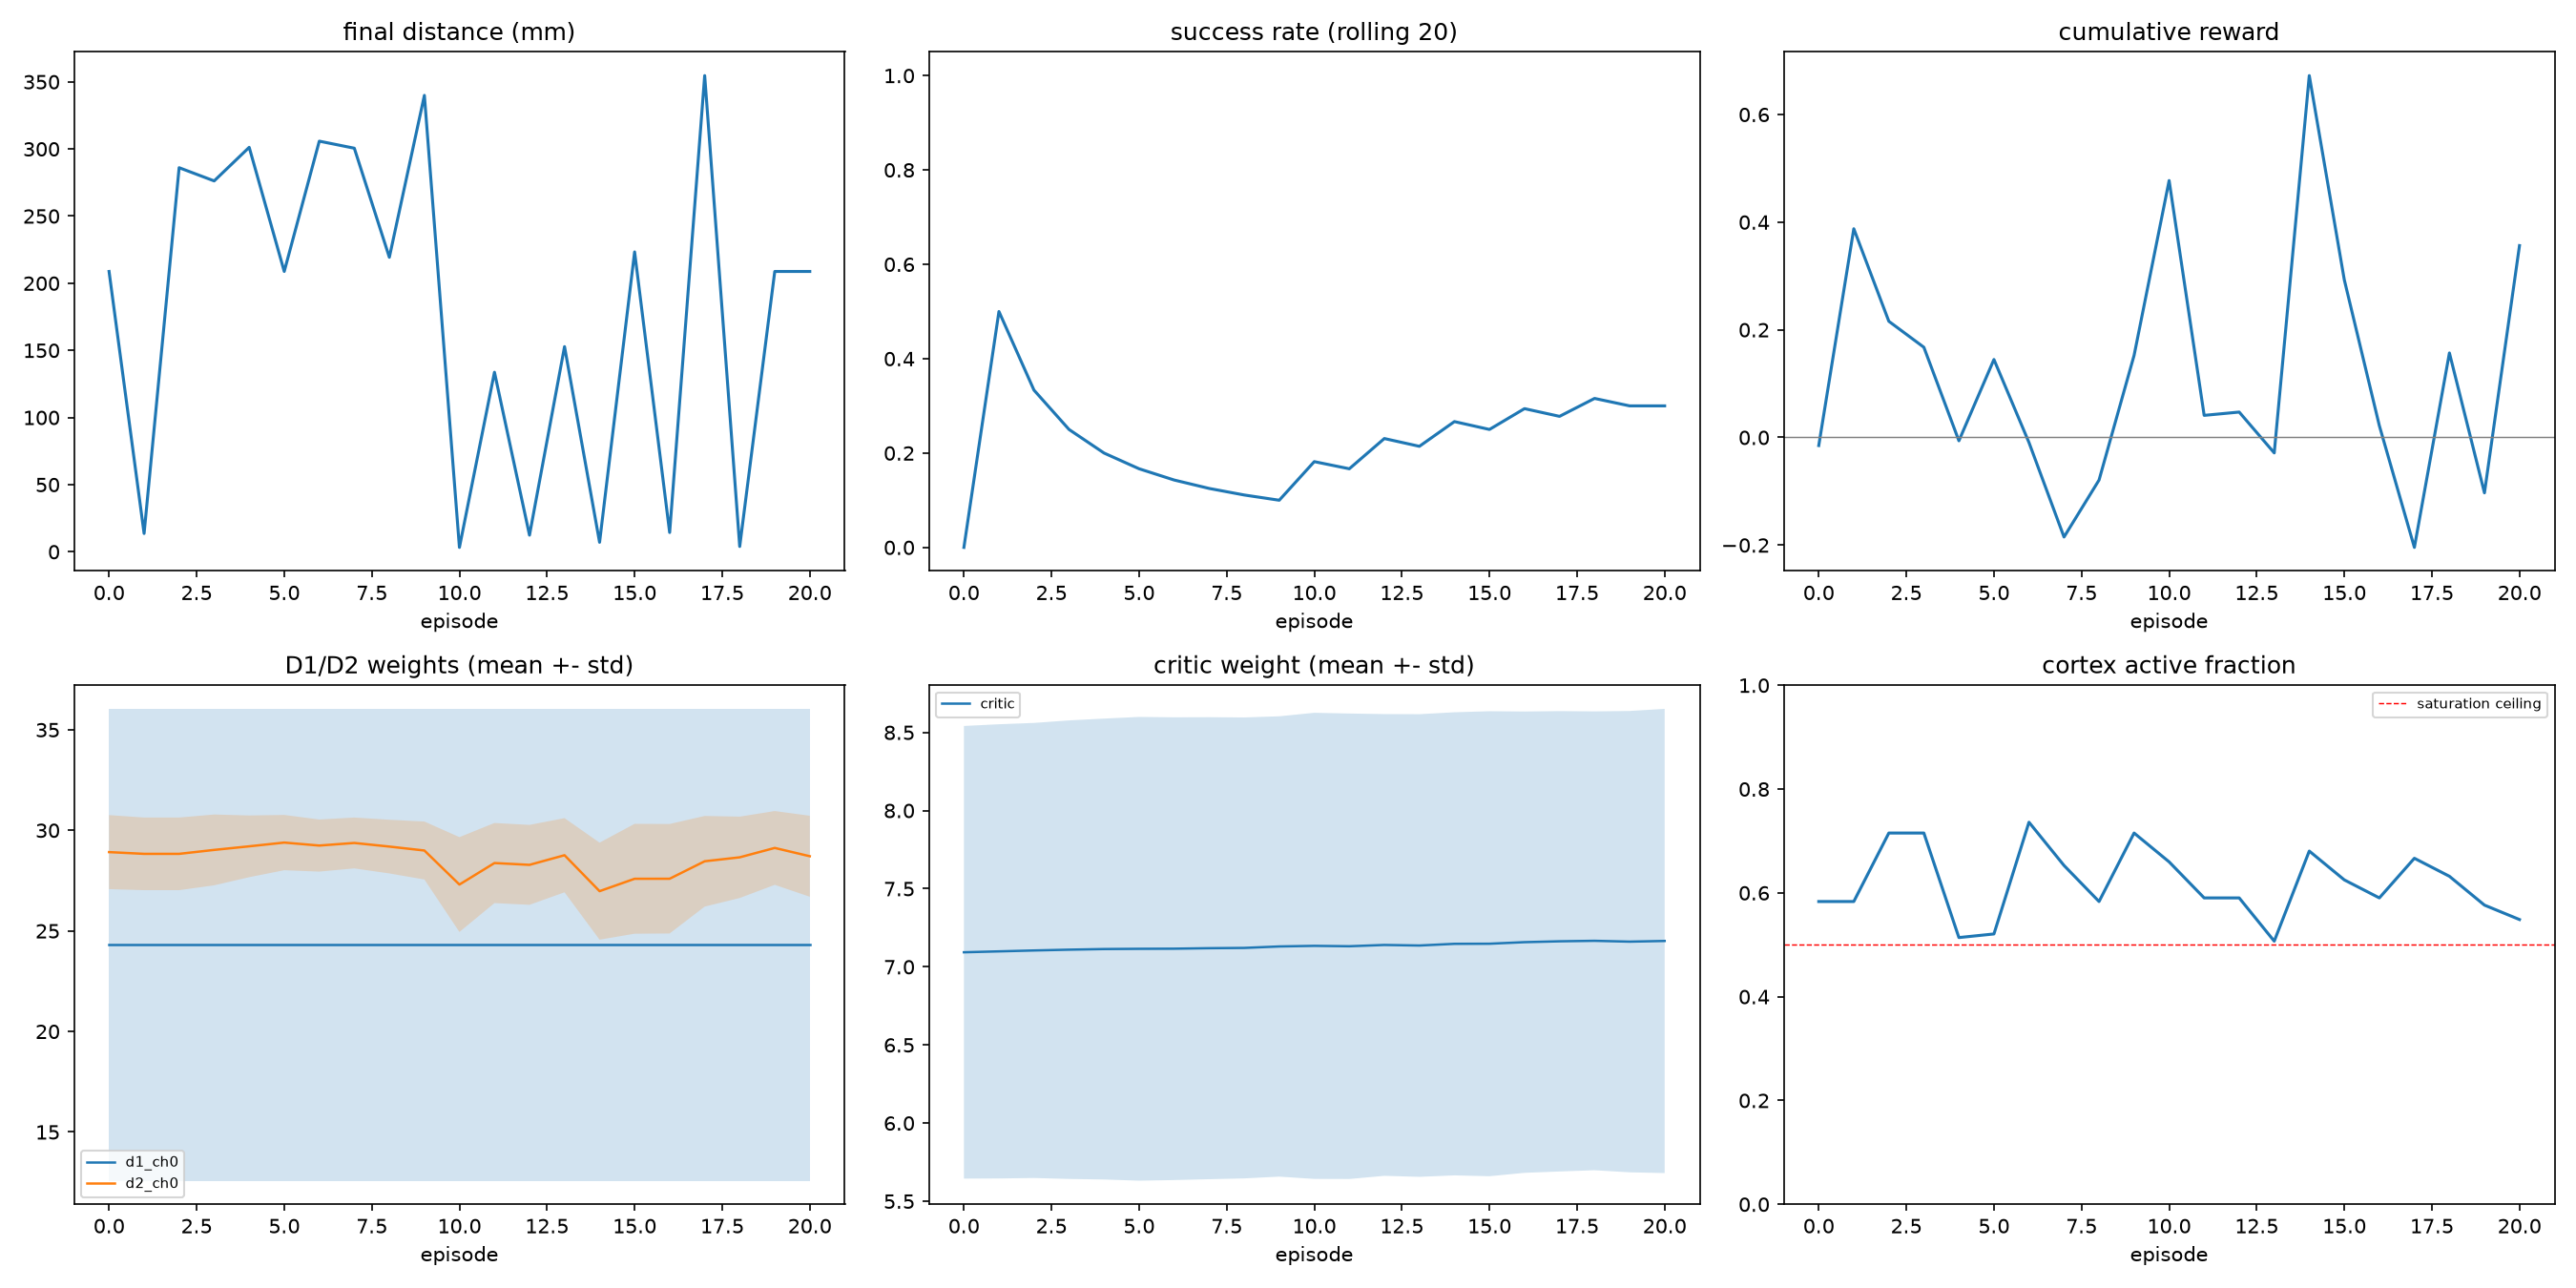 final distance (mm)
350
300
250
200
150
100
50
0
0.0 2.5 5.0 7.5 10.0 12.5 15.0 17.5 20.0
episode
success rate (rolling 20)
1.0
0.8
0.6
0.4
0.2
0.0
0.0 2.5 5.0 7.5 10.0 12.5 15.0 17.5 20.0
episode
cumulative reward
0.6
0.4
0.2
0.0
−0.2
0.0 2.5 5.0 7.5 10.0 12.5 15.0 17.5 20.0
episode
D1/D2 weights (mean +- std)
35
30
25
20
15
d1_ch0
d2_ch0
0.0 2.5 5.0 7.5 10.0 12.5 15.0 17.5 20.0
episode
critic weight (mean +- std)
critic
8.5
8.0
7.5
7.0
6.5
6.0
5.5
0.0 2.5 5.0 7.5 10.0 12.5 15.0 17.5 20.0
episode
cortex active fraction
1.0
saturation ceiling
0.8
0.6
0.4
0.2
0.0
0.0 2.5 5.0 7.5 10.0 12.5 15.0 17.5 20.0
episode